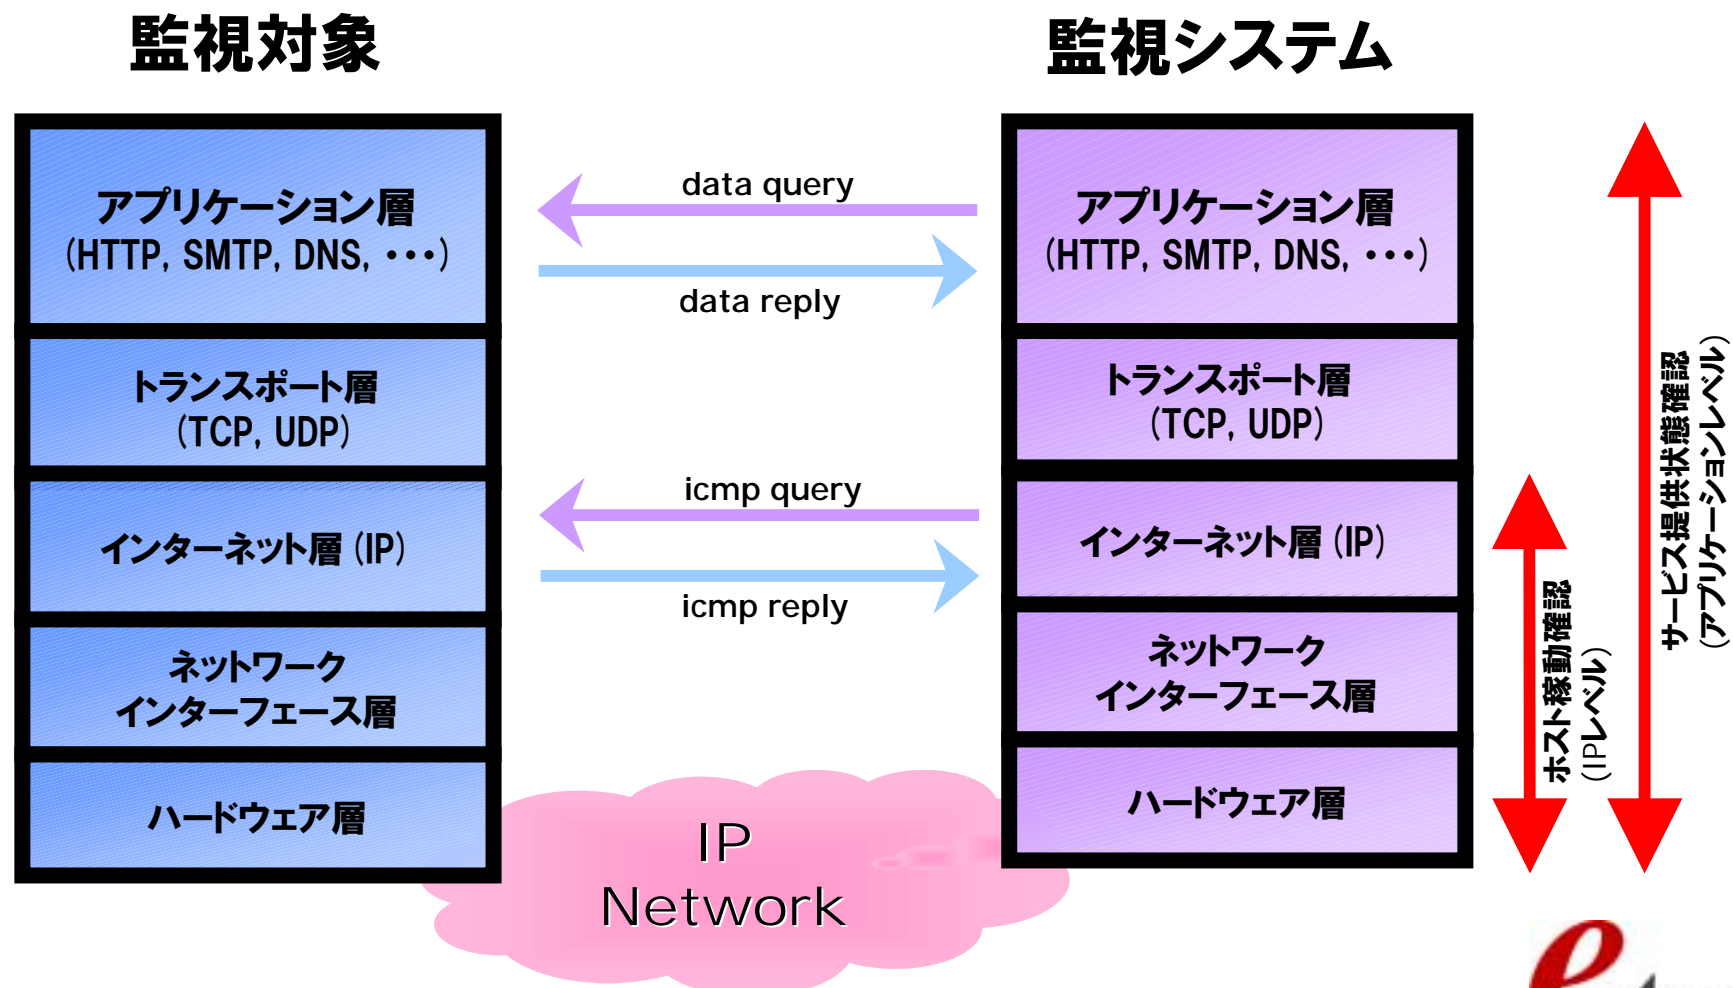 監視対象
監視システム
アプリケーション層
(HTTP, SMTP, DNS, ・・・)
トランスポート層
(TCP, UDP)
インターネット層 (IP)
ネットワーク
インターフェース層
ハードウェア層
data query
data reply
icmp query
icmp reply
IP
Network
アプリケーション層
(HTTP, SMTP, DNS, ・・・)
トランスポート層
(TCP, UDP)
インターネット層 (IP)
ネットワーク
インターフェース層
ハードウェア層
ホスト稼動確認
(IPレベル)
サービス提供状態確認
(アプリケーションレベル)
e